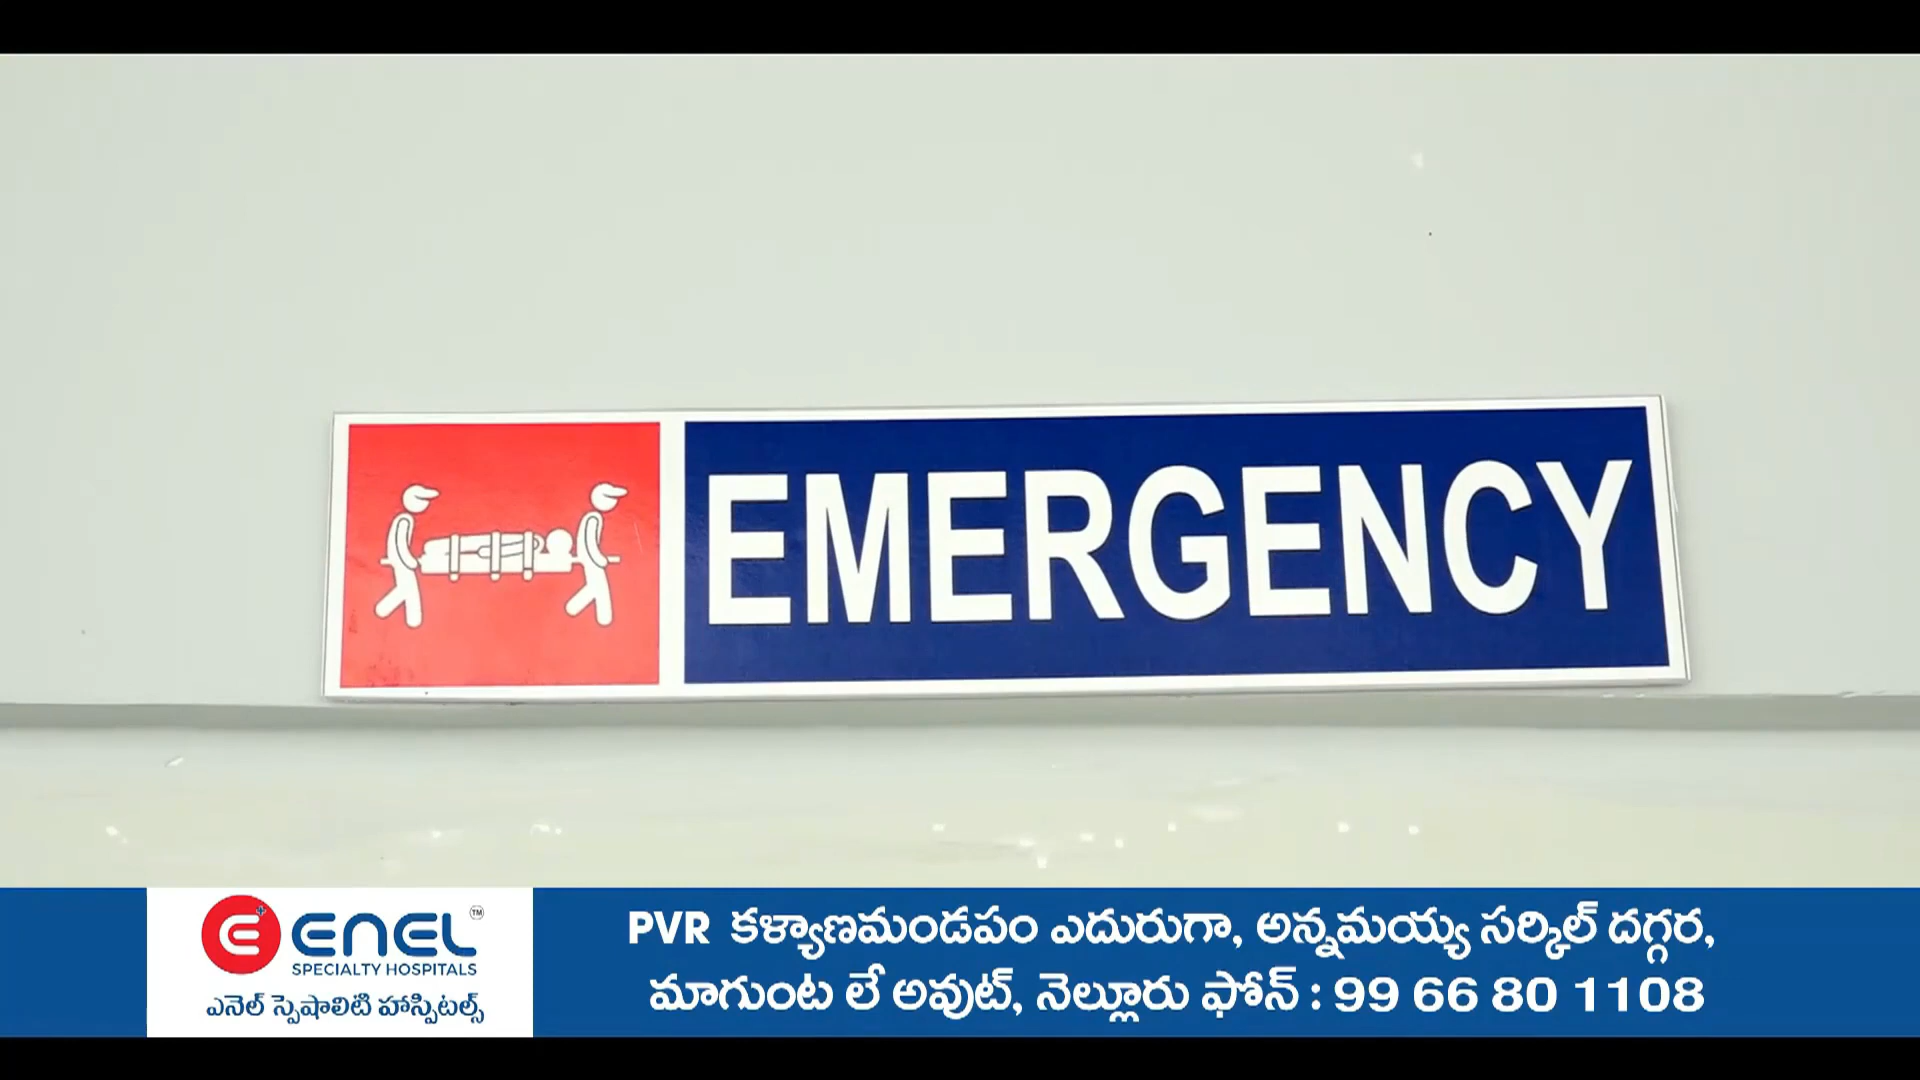 EMERGENCY
ENEL™
SPECIALTY HOSPITALS
ఎనెల్ స్పెషాలిటి హాస్పిటల్స్
PVR కళ్యాణమండపం ఎదురుగా, అన్నమయ్య సర్కిల్ దగ్గర,
మాగుంట లే అవుట్, నెల్లూరు ఫోన్ : 99 66 80 1108